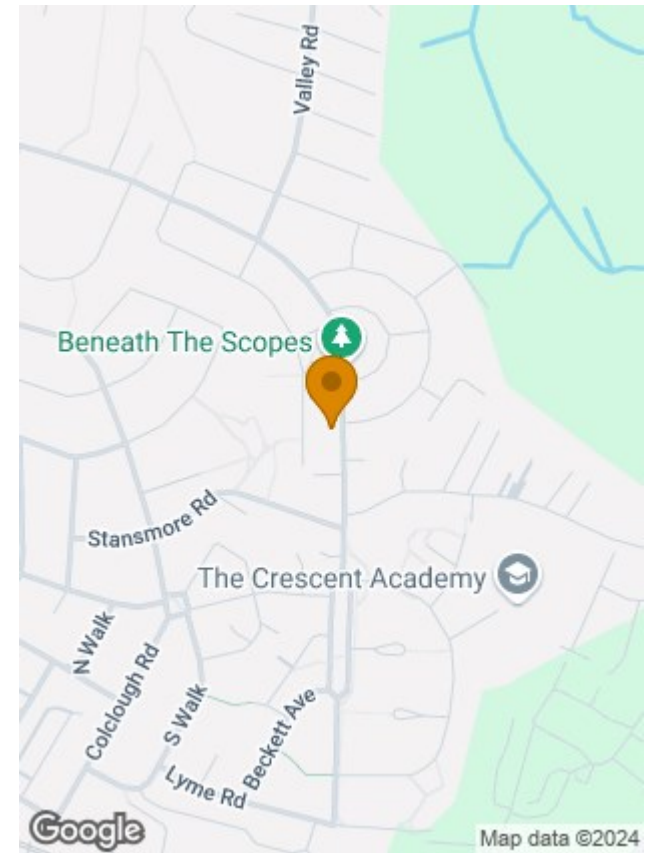 Valley Rd
Beneath The Scopes
Stansmore Rd
The Crescent Academy
N Walk
Colclough Rd
S Walk
Beckett Ave
Lyme Rd
Google
Map data ©2024